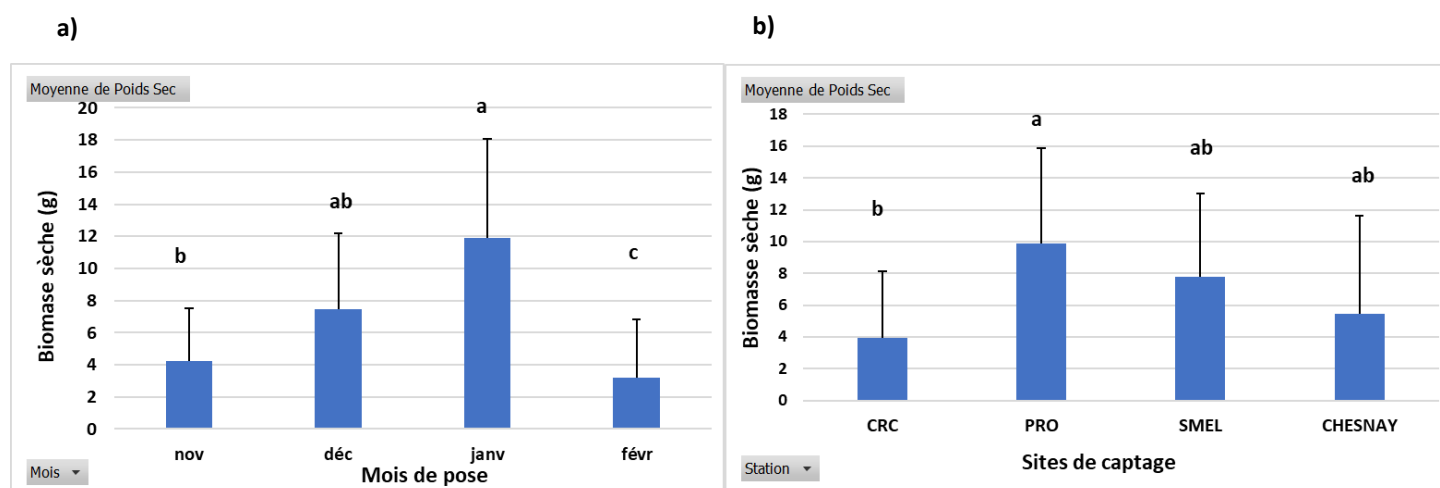 a)
Moyenne de Poids Sec
Biomase sèche (g)
20
18
16
14
12
10
8
6
4
2
0
b
ab
a
c
nov déc janv févr
Mois
Mois de pose
b)
Moyenne de Poids Sec
Biomasse sèche (g)
18
16
14
12
10
8
6
4
2
0
b
a
ab
ab
CRC PRO SMEL CHESNAY
Station
Sites de captage